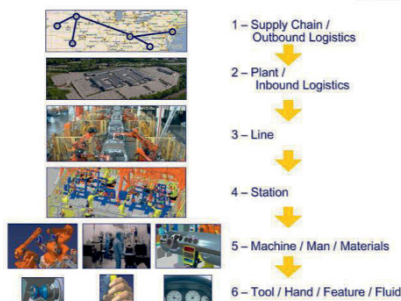 1 – Supply Chain /
Outbound Logistics
2 – Plant /
Inbound Logistics
3 – Line
4 – Station
5 – Machine / Man / Materials
6 – Tool / Hand / Feature / Fluid